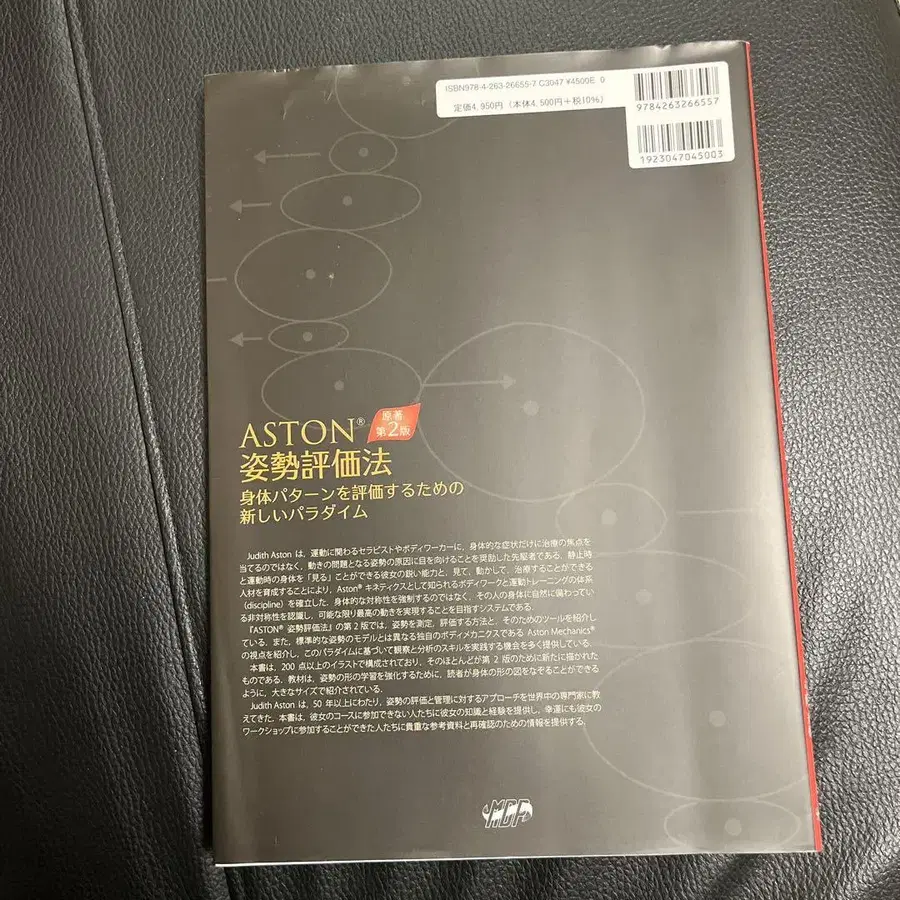 ISBN978-4-263-26655-7 C3047 ¥4500E 0
定価4,950円(本体4,500円+税10%)
9784263266557
1923047045003
ASTON®
原著
第2版
姿勢評価法
身体パターンを評価するための
新しいパラダイム
Judith Aston は,運動に関わるセラピストやボディワーカーに,身体的な症状だけに治療の焦点を
当てるのではなく,動きの問題となる姿勢の原因に目を向けることを奨励した先駆者である.静止時
と運動時の身体を「見る」ことができる彼女の鋭い能力と,見て,動かして,治療することができる
人材を育成することにより,Aston® キネティクスとして知られるボディワークと運動トレーニングの体系
(discipline)を確立した.身体的な対称性を強制するのではなく,その人の身体に自然に備わってい
る非対称性を認識し,可能な限り最高の動きを実現することを目指すシステムである.
『ASTON® 姿勢評価法』の第 2 版では,姿勢を測定,評価する方法と,そのためのツールを紹介し
ている.また,標準的な姿勢のモデルとは異なる独自のボディメカニクスである Aston Mechanics®
の視点を紹介し,このパラダイムに基づいて観察と分析のスキルを実践する機会を多く提供している.
本書は,200 点以上のイラストで構成されており,そのほとんどが第 2 版のために新たに描かれた
ものである.教材は,姿勢の形の学習を強化するために,読者が身体の形の図をなぞることができる
ように,大きなサイズで紹介されている.
Judith Aston は,50 年以上にわたり,姿勢の評価と管理に対するアプローチを世界中の専門家に教
えてきた.本書は,彼女のコースに参加できない人たちに彼女の知識と経験を提供し,幸運にも彼女の
ワークショップに参加することができた人たちに貴重な参考資料と再確認のための情報を提供する.
MDP